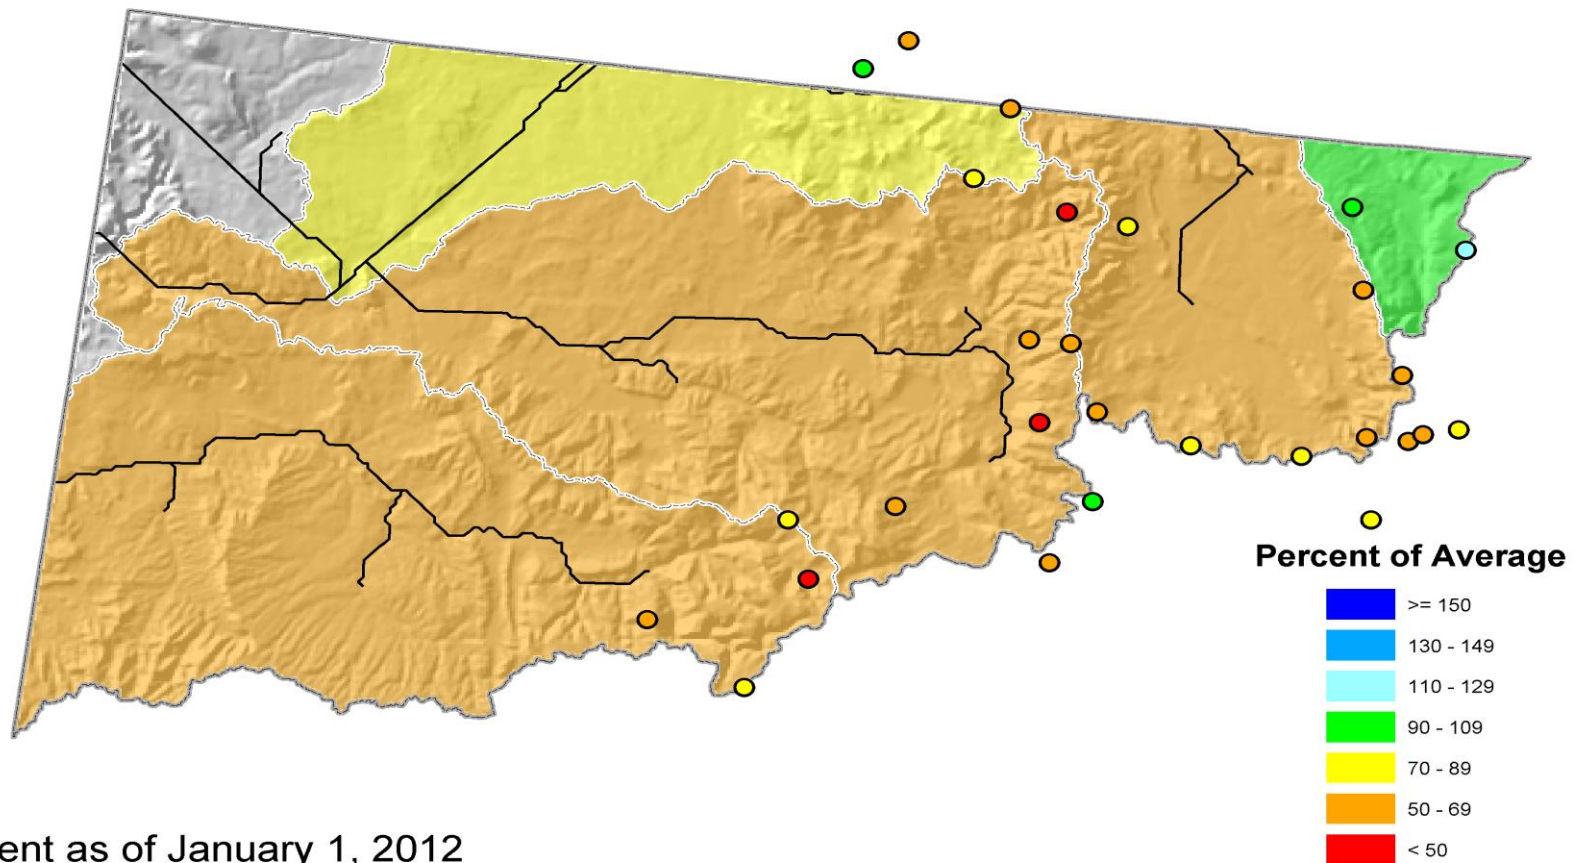 Percent of Average
>= 150
130 - 149
110 - 129
90 - 109
70 - 89
50 - 69
< 50
ent as of January 1, 2012